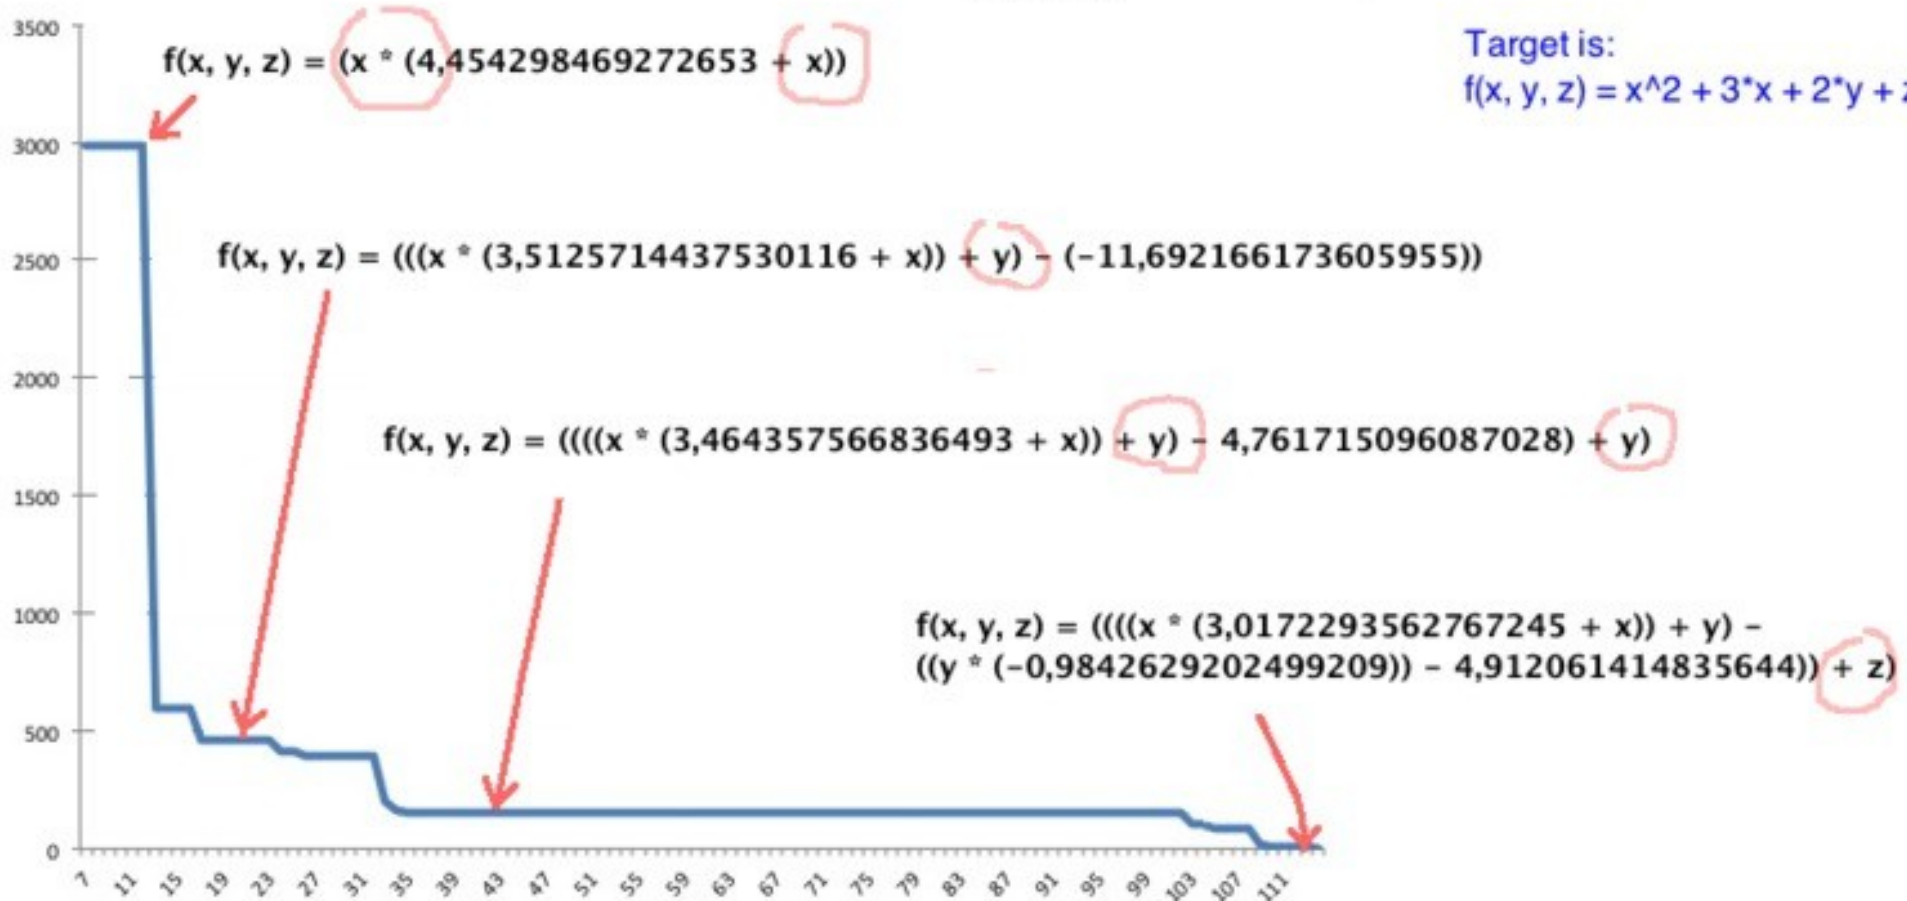 3500
f(x, y, z) = (x * (4,454298469272653 + x))
Target is:
f(x, y, z) = x^2 + 3*x + 2*y + z
3000
2500
f(x, y, z) = (((x * (3,5125714437530116 + x)) + y) - (-11,692166173605955))
2000
f(x, y, z) = ((((x * (3,464357566836493 + x)) + y) - 4,761715096087028) + y)
1500
1000
f(x, y, z) = ((((x * (3,0172293562767245 + x)) + y) -
((y * (-0,9842629202499209)) - 4,912061414835644)) + z)
500
0
7 11 15 19 23 27 31 35 39 43 47 51 55 59 63 67 71 75 79 83 87 91 95 99 103 107 111